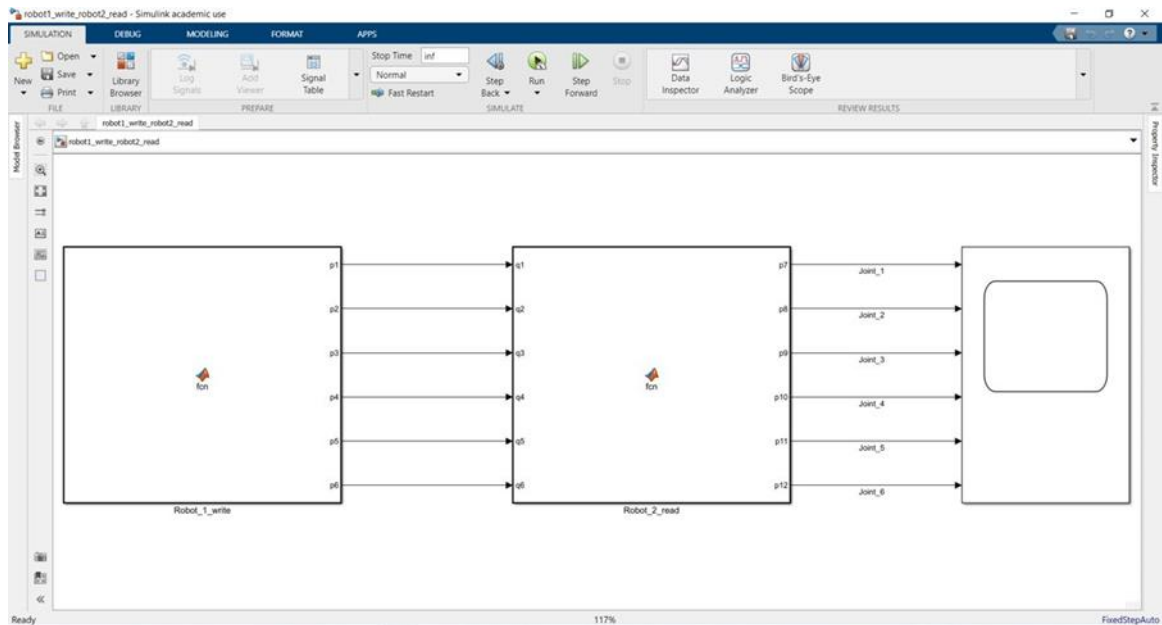 robot1_write_robot2_read - Simulink academic use
SIMULATION DEBUG MODELING FORMAT APPS
New
Open
Save
Print
FILE
Library Browser
LIBRARY
Log Signals
Add Viewer
Signal Table
PREPARE
Stop Time inf
Normal
Fast Restart
Step Back
Run
Step Forward
Stop
SIMULATE
Data Inspector
Logic Analyzer
Bird's-Eye Scope
REVIEW RESULTS
Model Browser
Property Inspector
robot1_write_robot2_read
robot1_write_robot2_read
p1 q1 p7 Joint_1
p2 q2 p8 Joint_2
p3 q3 p9 Joint_3
fcn fcn
p4 q4 p10 Joint_4
p5 q5 p11 Joint_5
p6 q6 p12 Joint_6
Robot_1_write Robot_2_read
Ready 117% FixedStepAuto